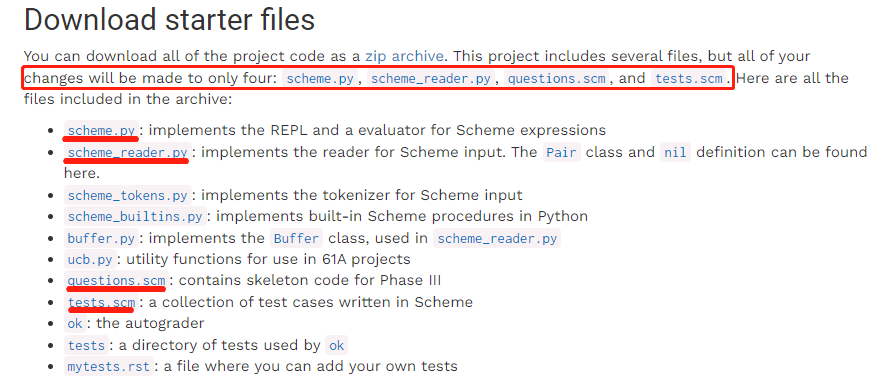 Download starter files
You can download all of the project code as a zip archive. This project includes several files, but all of your
changes will be made to only four: scheme.py, scheme_reader.py, questions.scm, and tests.scm. Here are all the
files included in the archive:
• scheme.py: implements the REPL and a evaluator for Scheme expressions
• scheme_reader.py: implements the reader for Scheme input. The Pair class and nil definition can be found
here.
• scheme_tokens.py: implements the tokenizer for Scheme input
• scheme_builtins.py: implements built-in Scheme procedures in Python
• buffer.py: implements the Buffer class, used in scheme_reader.py
• ucb.py: utility functions for use in 61A projects
• questions.scm: contains skeleton code for Phase III
• tests.scm: a collection of test cases written in Scheme
• ok: the autograder
• tests: a directory of tests used by ok
• mytests.rst: a file where you can add your own tests